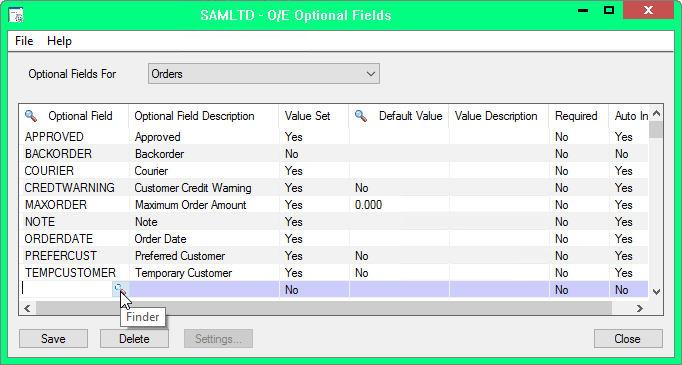 SAMLTD - O/E Optional Fields
File Help
Optional Fields For Orders
Optional Field Optional Field Description Value Set Default Value Value Description Required Auto In
APPROVED Approved Yes No Yes
BACKORDER Backorder No No No
COURIER Courier Yes No Yes
CREDTWARNING Customer Credit Warning Yes No No Yes
MAXORDER Maximum Order Amount Yes 0.000 No Yes
NOTE Note Yes No Yes
ORDERDATE Order Date Yes No Yes
PREFERCUST Preferred Customer Yes No No Yes
TEMPCUSTOMER Temporary Customer Yes No No Yes
No No No
Finder
Save Delete Settings... Close